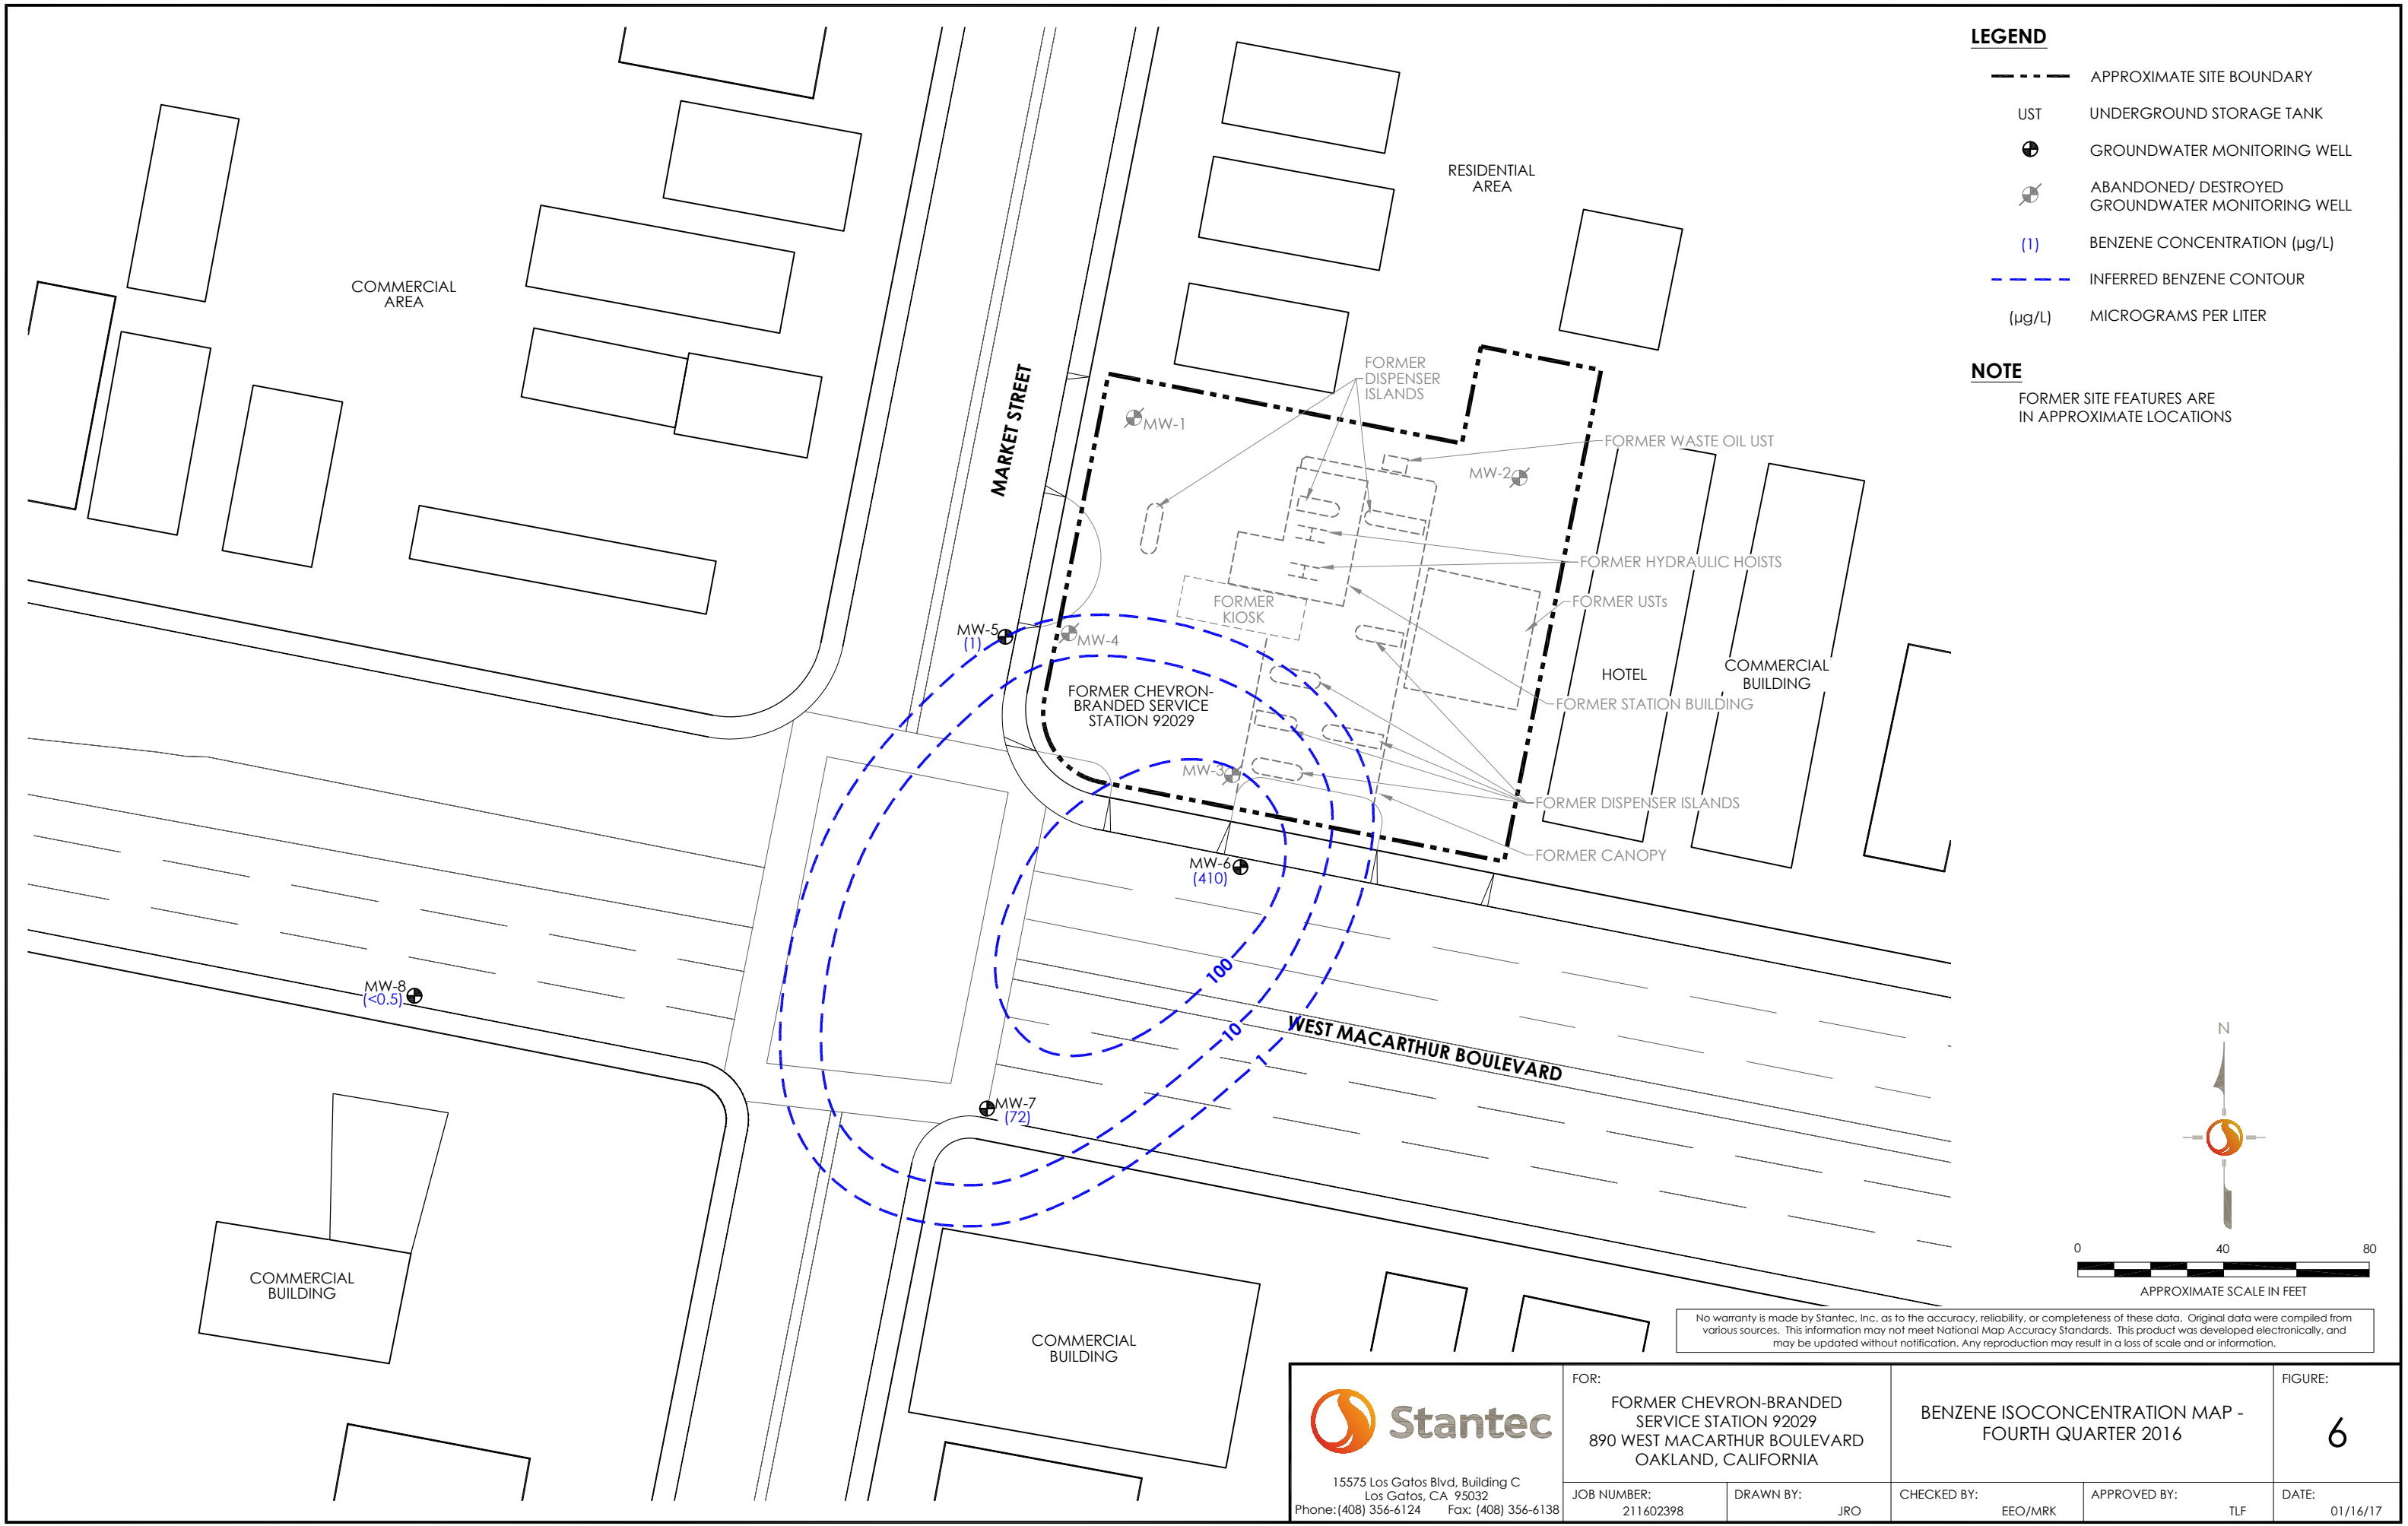 LEGEND
APPROXIMATE SITE BOUNDARY
UST UNDERGROUND STORAGE TANK
GROUNDWATER MONITORING WELL
ABANDONED/ DESTROYED
GROUNDWATER MONITORING WELL
(1) BENZENE CONCENTRATION (µg/L)
INFERRED BENZENE CONTOUR
(µg/L) MICROGRAMS PER LITER
NOTE
FORMER SITE FEATURES ARE
IN APPROXIMATE LOCATIONS
RESIDENTIAL
AREA
COMMERCIAL
AREA
MARKET STREET
FORMER
DISPENSER
ISLANDS
MW-1
FORMER WASTE OIL UST
MW-2
FORMER HYDRAULIC HOISTS
FORMER USTs
FORMER
KIOSK
MW-5
(1)
MW-4
HOTEL
COMMERCIAL
BUILDING
FORMER CHEVRON-
BRANDED SERVICE
STATION 92029
FORMER STATION BUILDING
MW-3
FORMER DISPENSER ISLANDS
FORMER CANOPY
MW-6
(410)
100
10
MW-8
(<0.5)
WEST MACARTHUR BOULEVARD
MW-7
(72)
COMMERCIAL
BUILDING
COMMERCIAL
BUILDING
N
0 40 80
APPROXIMATE SCALE IN FEET
No warranty is made by Stantec, Inc. as to the accuracy, reliability, or completeness of these data. Original data were compiled from
various sources. This information may not meet National Map Accuracy Standards. This product was developed electronically, and
may be updated without notification. Any reproduction may result in a loss of scale and or information.
Stantec
15575 Los Gatos Blvd, Building C
Los Gatos, CA 95032
Phone: (408) 356-6124 Fax: (408) 356-6138
FOR:
FORMER CHEVRON-BRANDED
SERVICE STATION 92029
890 WEST MACARTHUR BOULEVARD
OAKLAND, CALIFORNIA
BENZENE ISOCONCENTRATION MAP -
FOURTH QUARTER 2016
FIGURE:
6
JOB NUMBER:
211602398
DRAWN BY:
JRO
CHECKED BY:
EEO/MRK
APPROVED BY:
TLF
DATE:
01/16/17